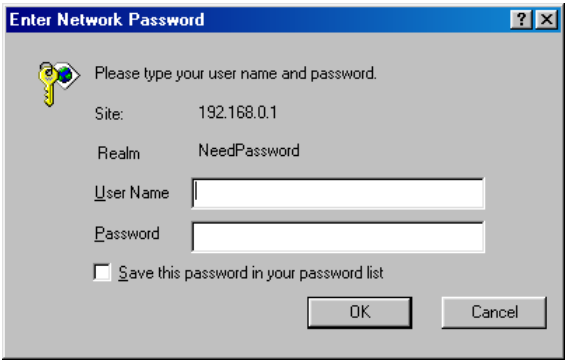 Enter Network Password
Please type your user name and password.
Site: 192.168.0.1
Realm NeedPassword
User Name
Password
Save this password in your password list
OK Cancel